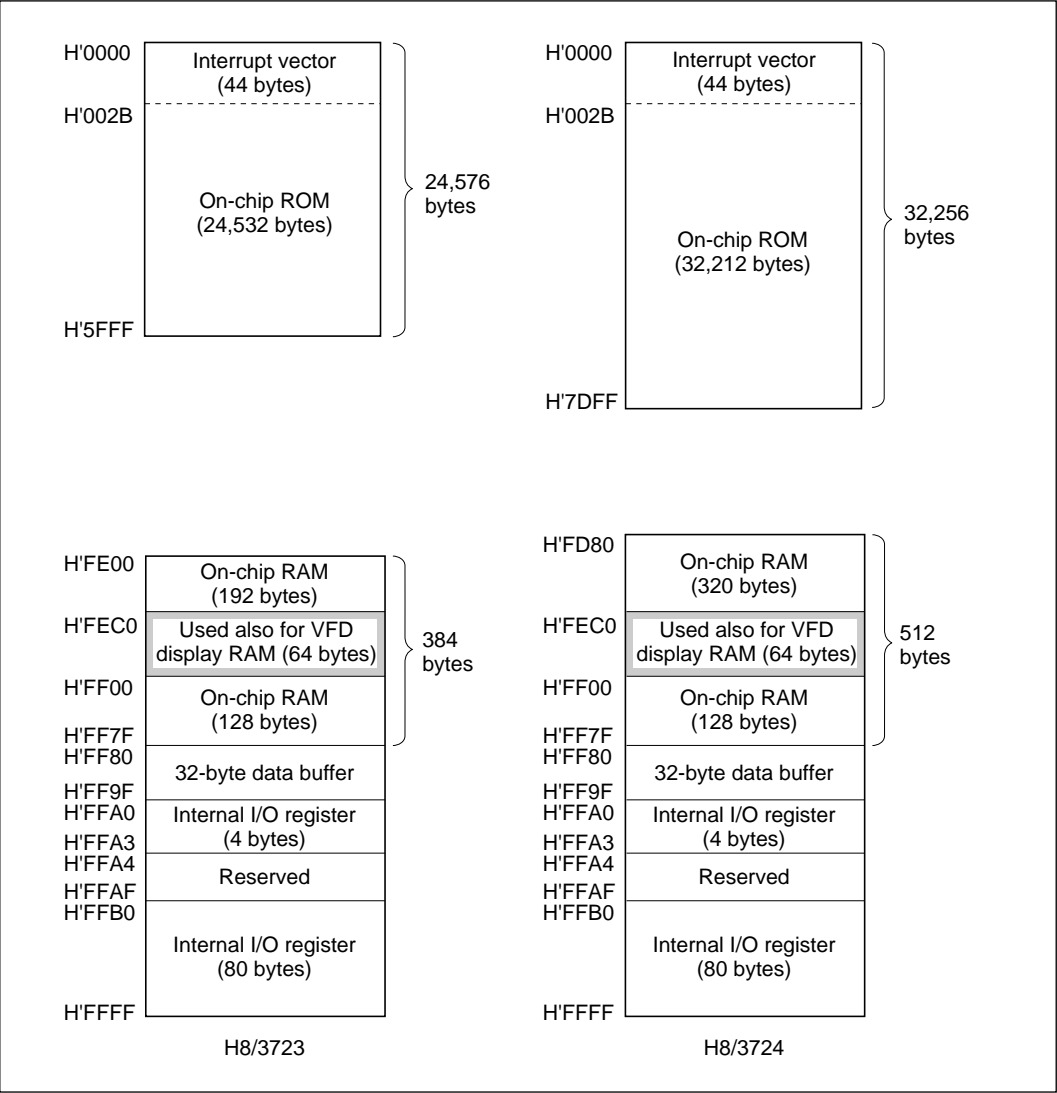 H'0000
Interrupt vector
(44 bytes)
H'002B
On-chip ROM
(24,532 bytes)
24,576
bytes
H'5FFF
H'0000
Interrupt vector
(44 bytes)
H'002B
On-chip ROM
(32,212 bytes)
32,256
bytes
H'7DFF
H'FE00
On-chip RAM
(192 bytes)
H'FEC0
Used also for VFD
display RAM (64 bytes)
384
bytes
H'FF00
On-chip RAM
(128 bytes)
H'FF7F
H'FF80
32-byte data buffer
H'FF9F
H'FFA0
Internal I/O register
(4 bytes)
H'FFA3
H'FFA4
Reserved
H'FFAF
H'FFB0
Internal I/O register
(80 bytes)
H'FFFF
H8/3723
H'FD80
On-chip RAM
(320 bytes)
H'FEC0
Used also for VFD
display RAM (64 bytes)
512
bytes
H'FF00
On-chip RAM
(128 bytes)
H'FF7F
H'FF80
32-byte data buffer
H'FF9F
H'FFA0
Internal I/O register
(4 bytes)
H'FFA3
H'FFA4
Reserved
H'FFAF
H'FFB0
Internal I/O register
(80 bytes)
H'FFFF
H8/3724